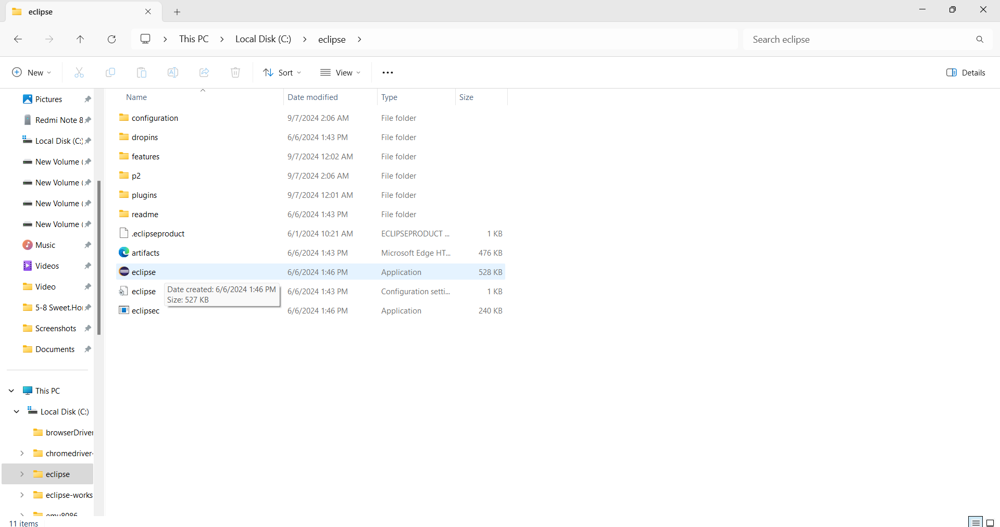 eclipse
This PC
Local Disk (C:)
eclipse
Search eclipse
New
Sort
View
Details
Name Date modified Type Size
configuration 9/7/2024 2:06 AM File folder
dropins 6/6/2024 1:43 PM File folder
features 9/7/2024 12:02 AM File folder
p2 9/7/2024 2:06 AM File folder
plugins 9/7/2024 12:01 AM File folder
readme 6/6/2024 1:43 PM File folder
.eclipseproduct 6/1/2024 10:21 AM ECLIPSEPRODUCT ... 1 KB
artifacts 6/6/2024 1:43 PM Microsoft Edge HT... 476 KB
eclipse 6/6/2024 1:46 PM Application 528 KB
eclipse 6/6/2024 1:43 PM Configuration setti... 1 KB
eclipsec 6/6/2024 1:46 PM Application 240 KB
Date created: 6/6/2024 1:46 PM
Size: 527 KB
Pictures
Redmi Note 8
Local Disk (C:)
New Volume (
New Volume (
New Volume (
New Volume (
Music
Videos
Video
5-8 Sweet.Ho
Screenshots
Documents
This PC
Local Disk (C:)
browserDriver
chromedriver-
eclipse
eclipse-works
emu8086
11 items